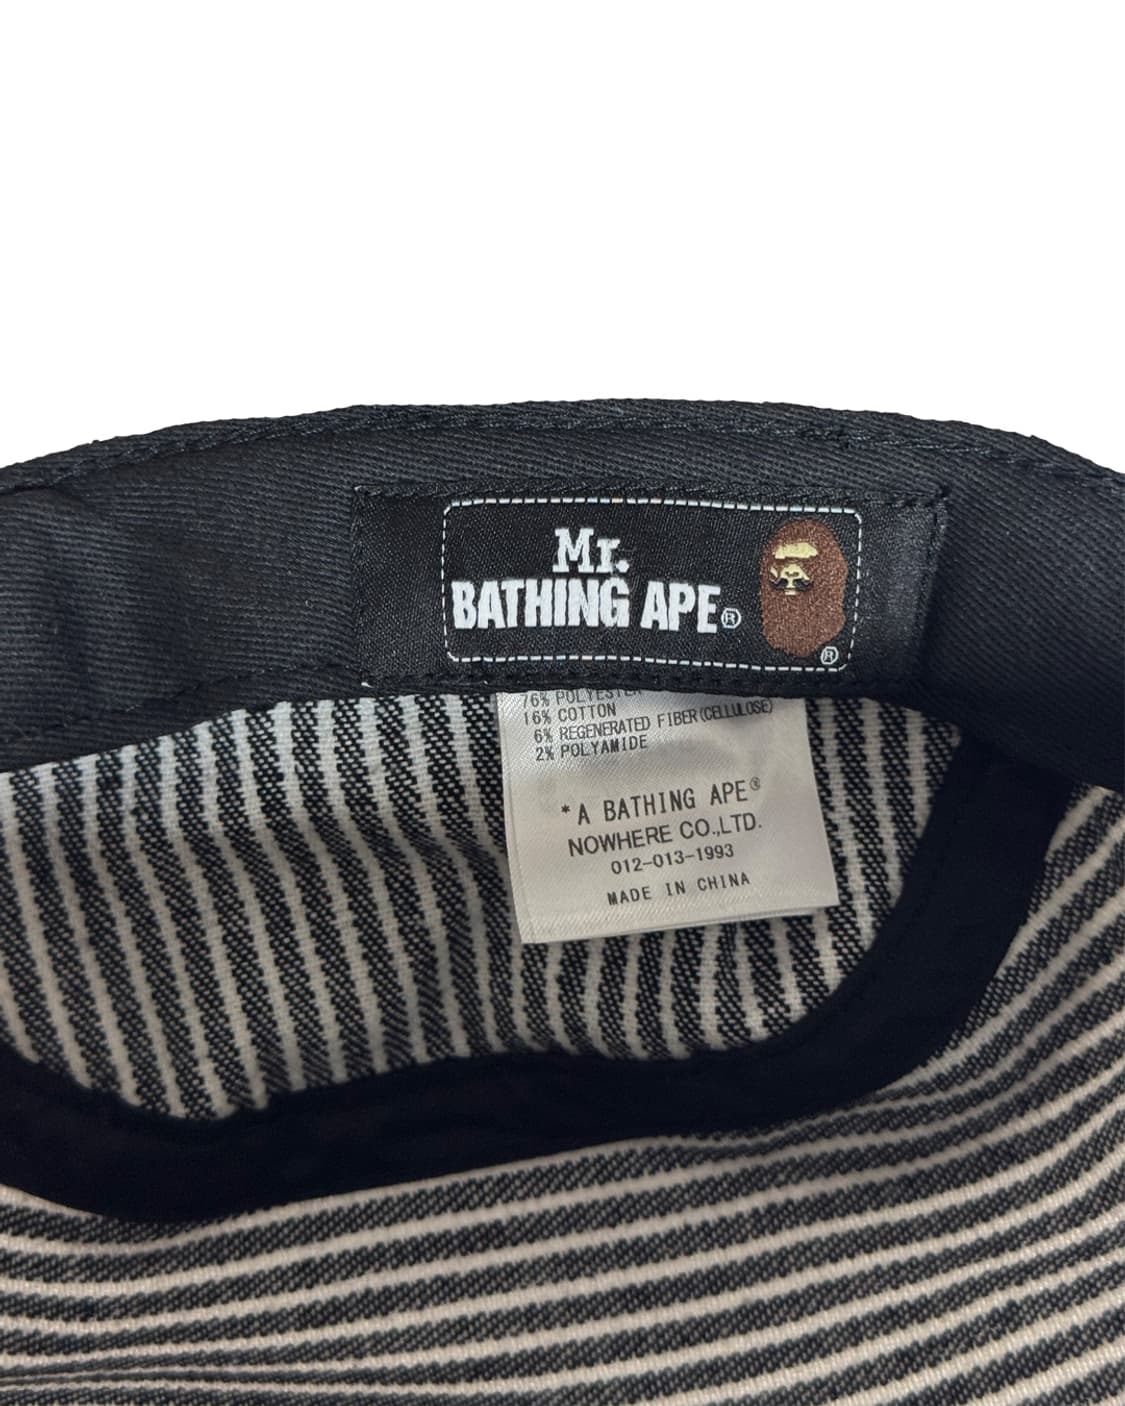 Mr.
BATHING APE®
®
76% POLYESTER
16% COTTON
6% REGENERATED FIBER(CELLULOSE)
2% POLYAMIDE
*A BATHING APE®
NOWHERE CO.,LTD.
012-013-1993
MADE IN CHINA